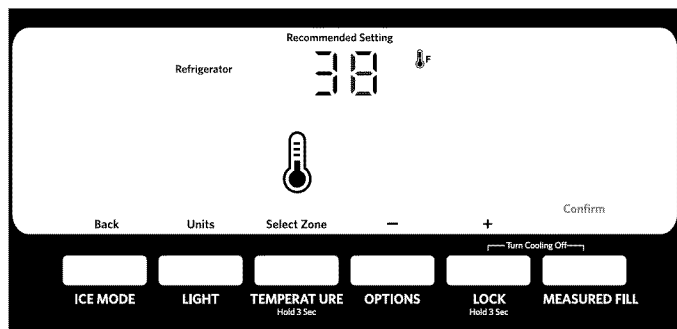 Recommended Setting
Refrigerator 38 F
Back Units Select Zone – + Confirm
Turn Cooling Off
ICE MODE LIGHT TEMPERAT URE OPTIONS LOCK MEASURED FILL
Hold 3 Sec Hold 3 Sec